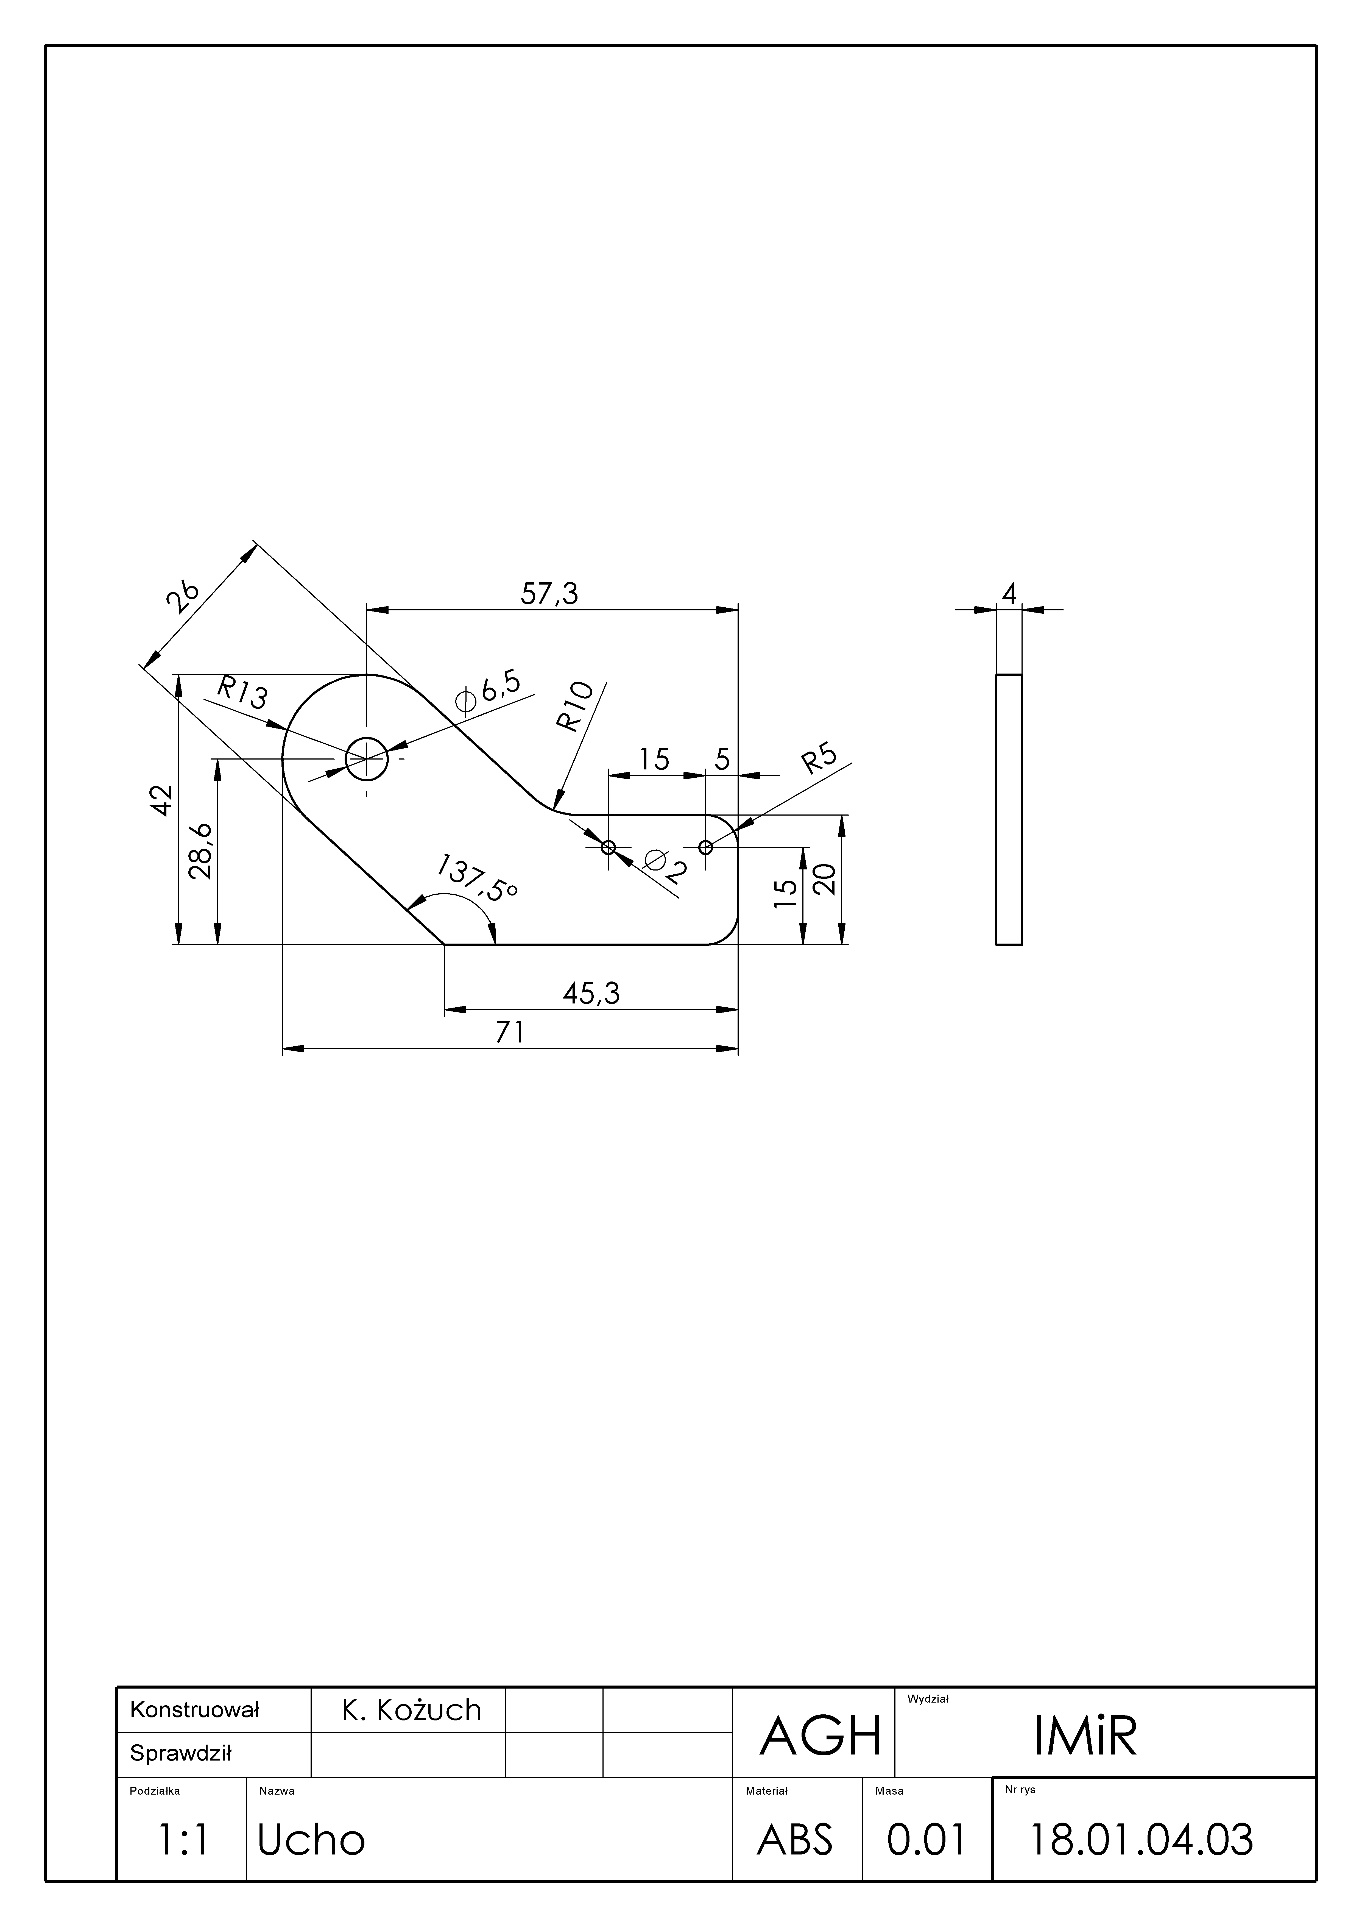 26
57,3
4
R13
Ø6,5
R10
15
5
R5
42
28,6
137,5°
Ø2
15
20
45,3
71
Konstruował
K. Kożuch
AGH
Wydział
IMiR
Sprawdził
Podziałka
1:1
Nazwa
Ucho
Materiał
ABS
Masa
0.01
Nr rys
18.01.04.03